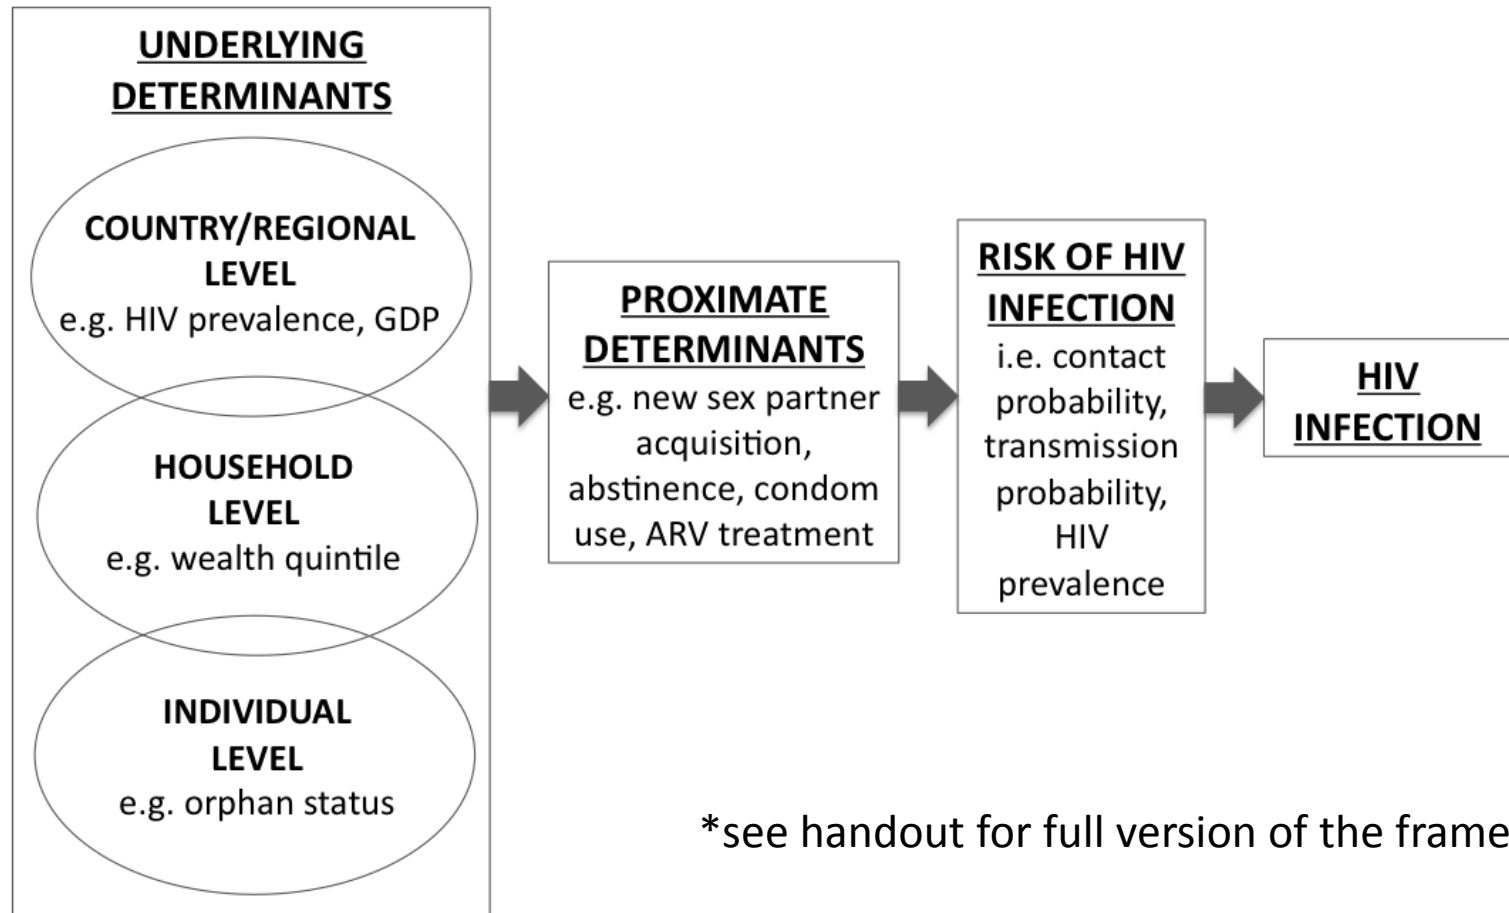 UNDERLYING
DETERMINANTS
COUNTRY/REGIONAL
LEVEL
e.g. HIV prevalence, GDP
HOUSEHOLD
LEVEL
e.g. wealth quintile
INDIVIDUAL
LEVEL
e.g. orphan status
PROXIMATE
DETERMINANTS
e.g. new sex partner
acquisition,
abstinence, condom
use, ARV treatment
RISK OF HIV
INFECTION
i.e. contact
probability,
transmission
probability,
HIV
prevalence
HIV
INFECTION
*see handout for full version of the frame